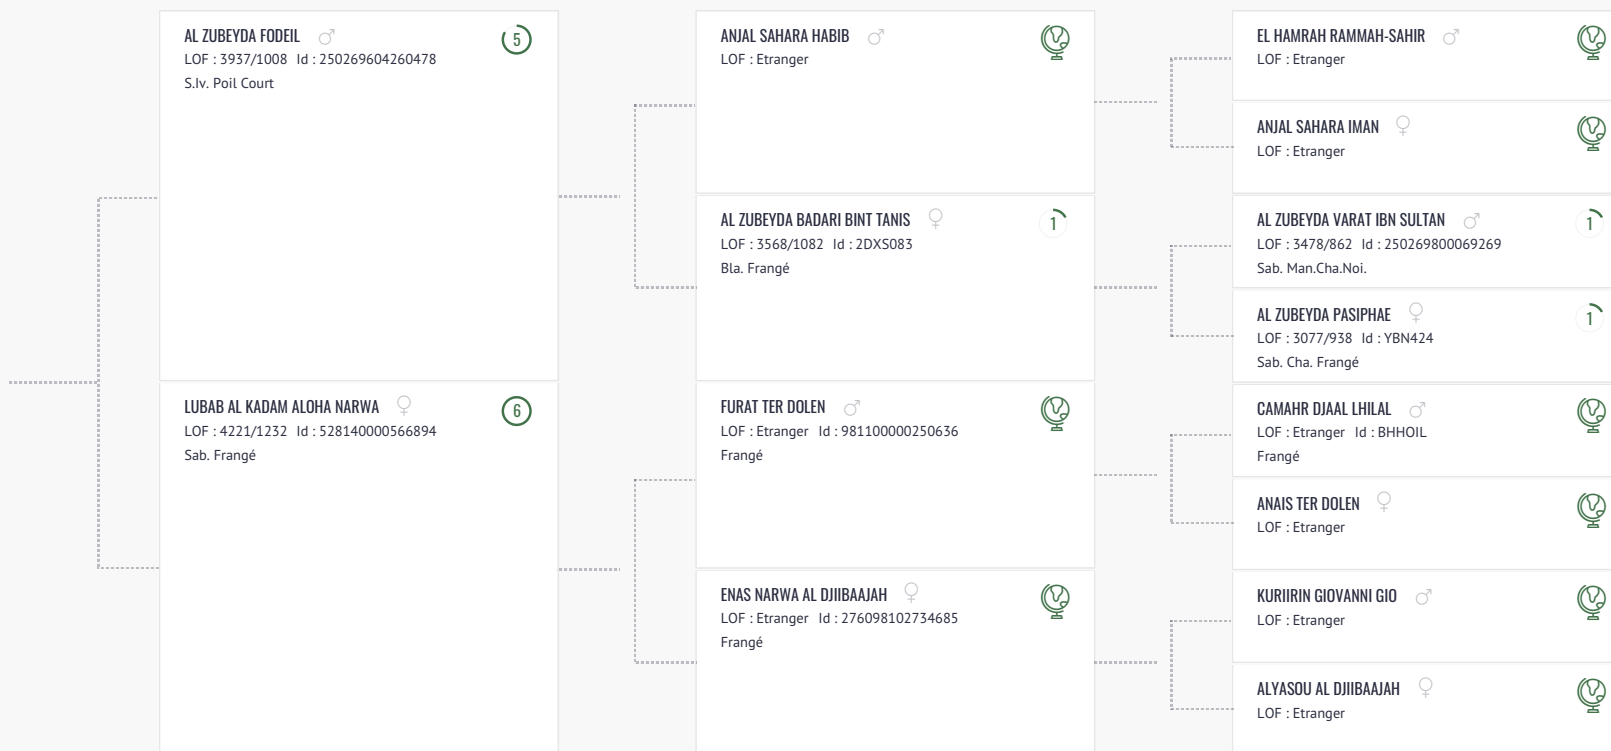 AL ZUBEYDA FODEIL
5
LOF : 3937/1008 Id : 250269604260478
S.lv. Poil Court
LUBAB AL KADAM ALOHA NARWA
6
LOF : 4221/1232 Id : 528140000566894
Sab. Frangé
ANJAL SAHARA HABIB
LOF : Etranger
AL ZUBEYDA BADARI BINT TANIS
1
LOF : 3568/1082 Id : 2DXS083
Bla. Frangé
FURAT TER DOLEN
LOF : Etranger Id : 981100000250636
Frangé
ENAS NARWA AL DJIIBAAJAH
LOF : Etranger Id : 276098102734685
Frangé
EL HAMRAH RAMMAH-SAHIR
LOF : Etranger
ANJAL SAHARA IMAN
LOF : Etranger
AL ZUBEYDA VARAT IBN SULTAN
1
LOF : 3478/862 Id : 250269800069269
Sab. Man.Cha.Noi.
AL ZUBEYDA PASIPHAE
1
LOF : 3077/938 Id : YBN424
Sab. Cha. Frangé
CAMAHR DJAAL LHILAL
LOF : Etranger Id : BHHOIL
Frangé
ANAIS TER DOLEN
LOF : Etranger
KURIIRIN GIOVANNI GIO
LOF : Etranger
ALYASOU AL DJIIBAAJAH
LOF : Etranger